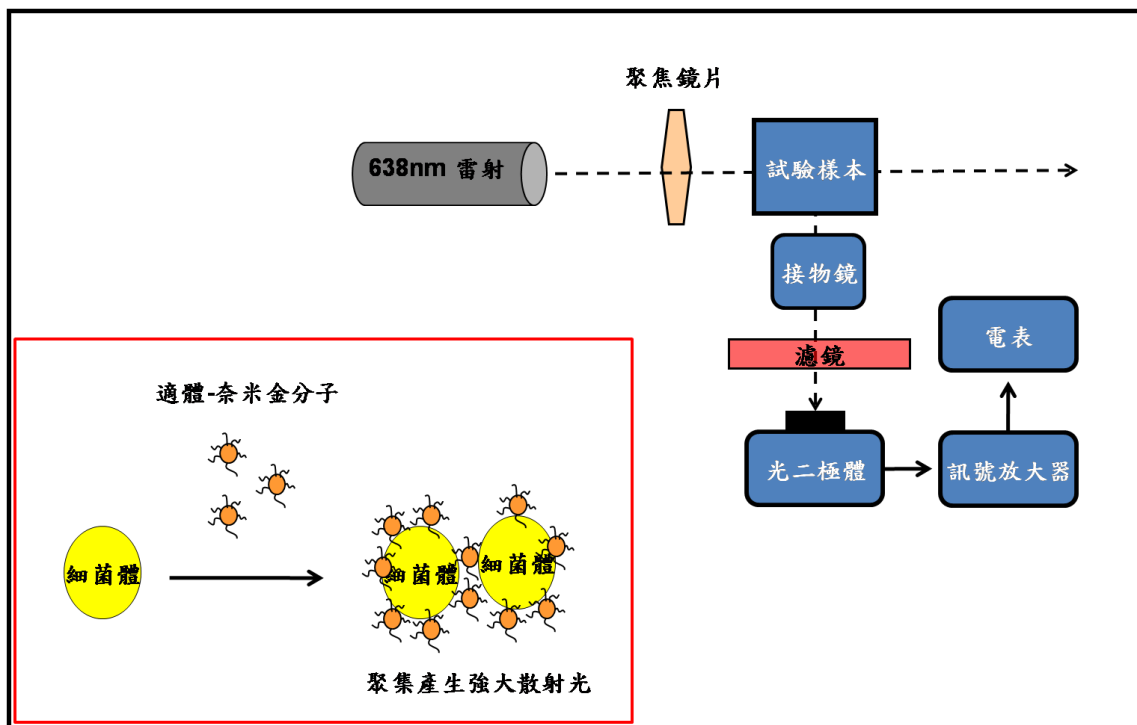 聚焦鏡片
638nm 雷射
試驗樣本
接物鏡
濾鏡
電表
光二極體
訊號放大器
適體-奈米金分子
細菌體
細菌體
細菌體
聚集產生強大散射光